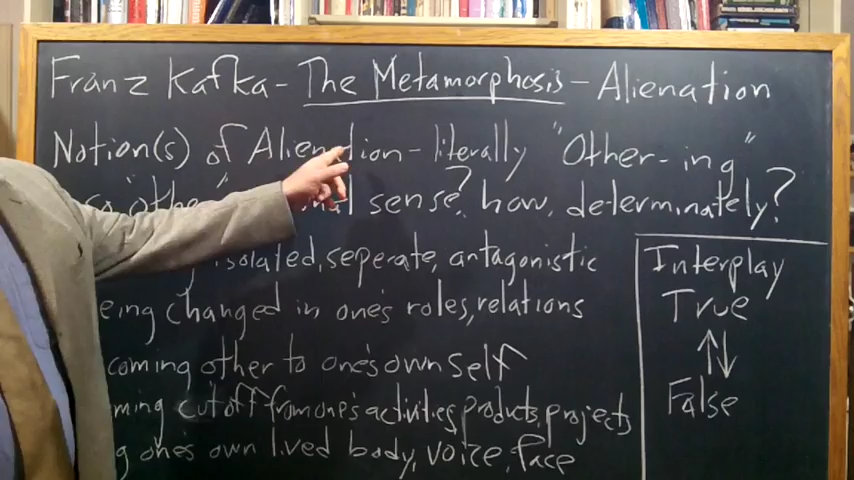 Franz Kafka - The Metamorphosis - Alienation
Notion(s) of Alienation - literally "Other-ing"
"other" sense? how, determinately?
isolated, seperate, antagonistic
eing changed in one's roles, relations
coming other to one's own self
ming cut off from one's activities, products, projects
g one's own lived body, voice, face
Interplay
True
False